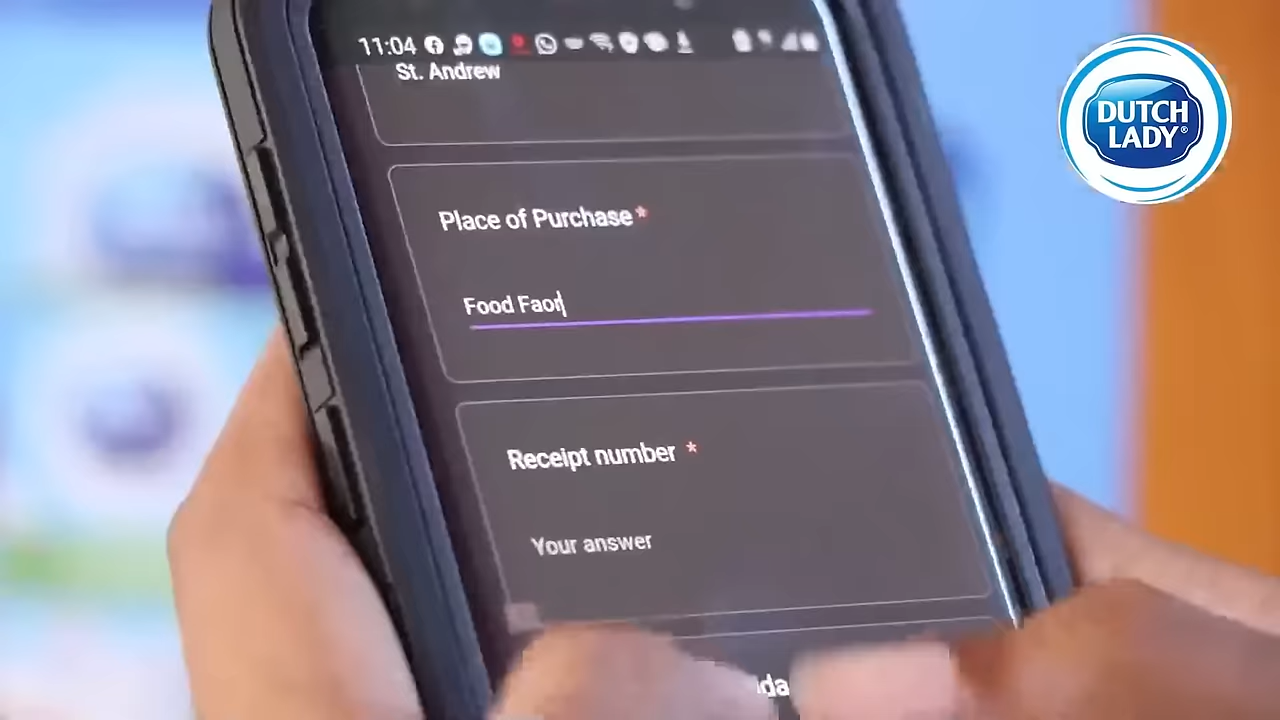 11:04
St. Andrew
Place of Purchase *
Food Faor
Receipt number *
Your answer
DUTCH
LADY®